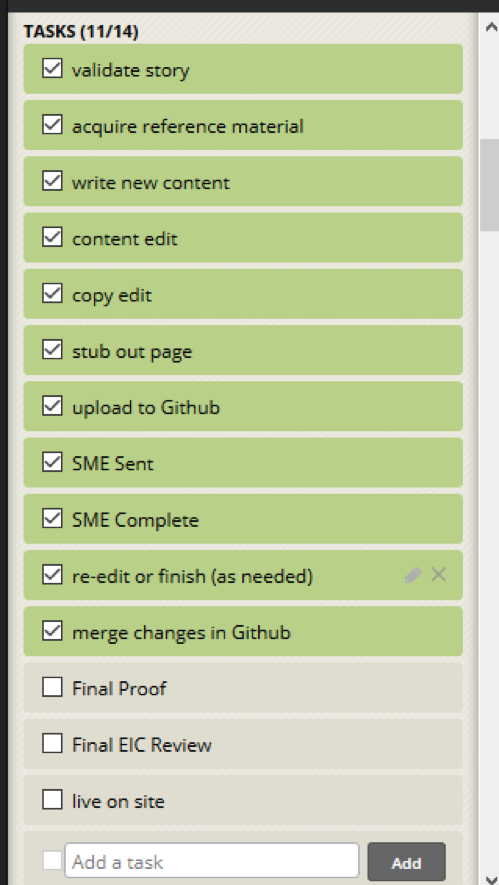 TASKS (11/14)
validate story
acquire reference material
write new content
content edit
copy edit
stub out page
upload to Github
SME Sent
SME Complete
re-edit or finish (as needed)
merge changes in Github
Final Proof
Final EIC Review
live on site
Add a task Add